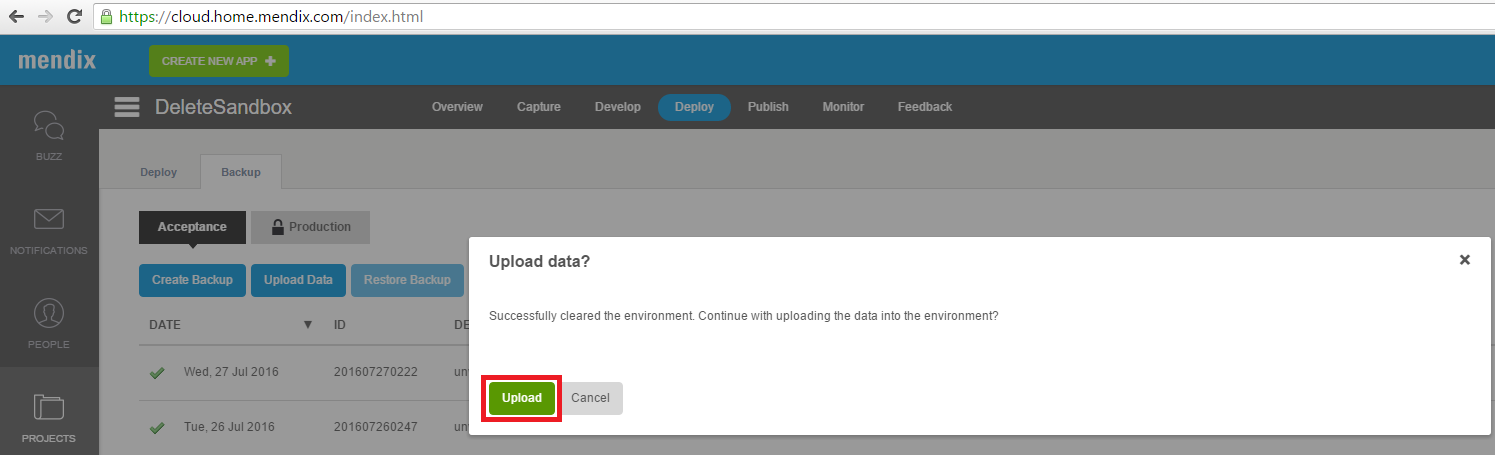 https://cloud.home.mendix.com/index.html
mendix
CREATE NEW APP
DeleteSandbox
Overview Capture Develop Deploy Publish Monitor Feedback
BUZZ
NOTIFICATIONS
PEOPLE
PROJECTS
Deploy Backup
Acceptance Production
Create Backup Upload Data Restore Backup
DATE ▼ ID
Wed, 27 Jul 2016 201607270222
Tue, 26 Jul 2016 201607260247
Upload data?
Successfully cleared the environment. Continue with uploading the data into the environment?
Upload Cancel